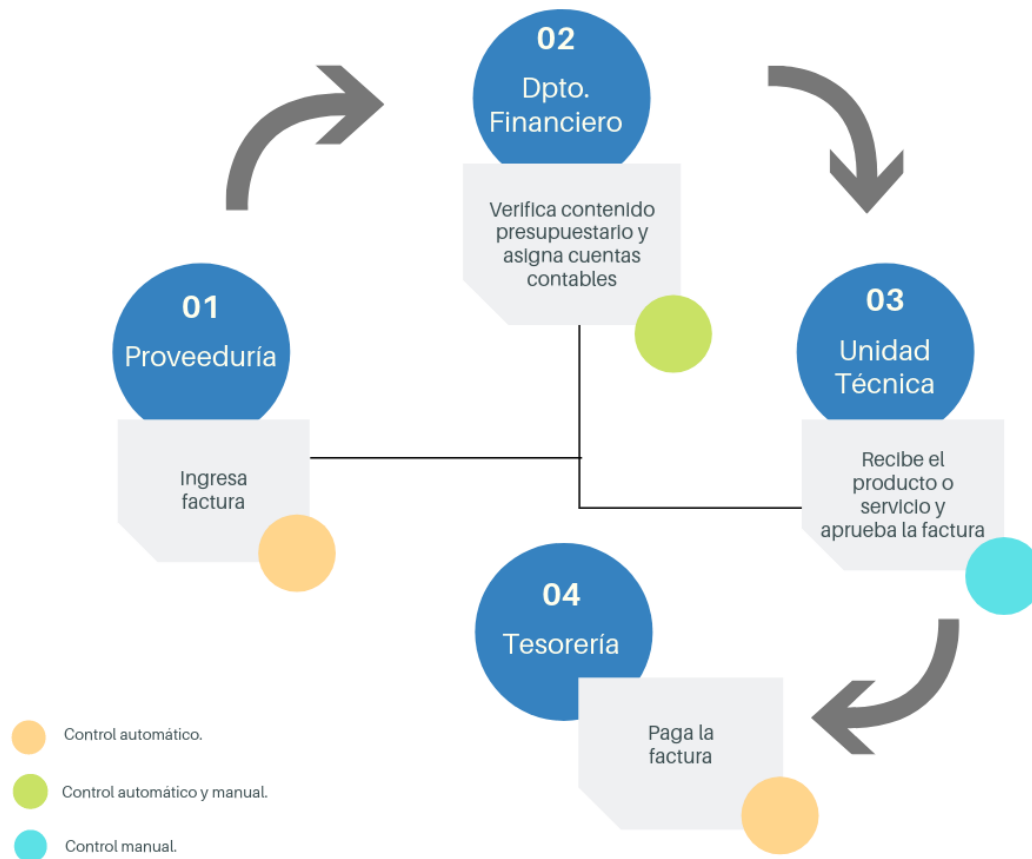 01
Proveeduría
Ingresa
factura
02
Dpto.
Financiero
Verifica contenido
presupuestario y
asigna cuentas
contables
03
Unidad
Técnica
Recibe el
producto o
servicio y
aprueba la factura
04
Tesorería
Paga la
factura
Control automático.
Control automático y manual.
Control manual.